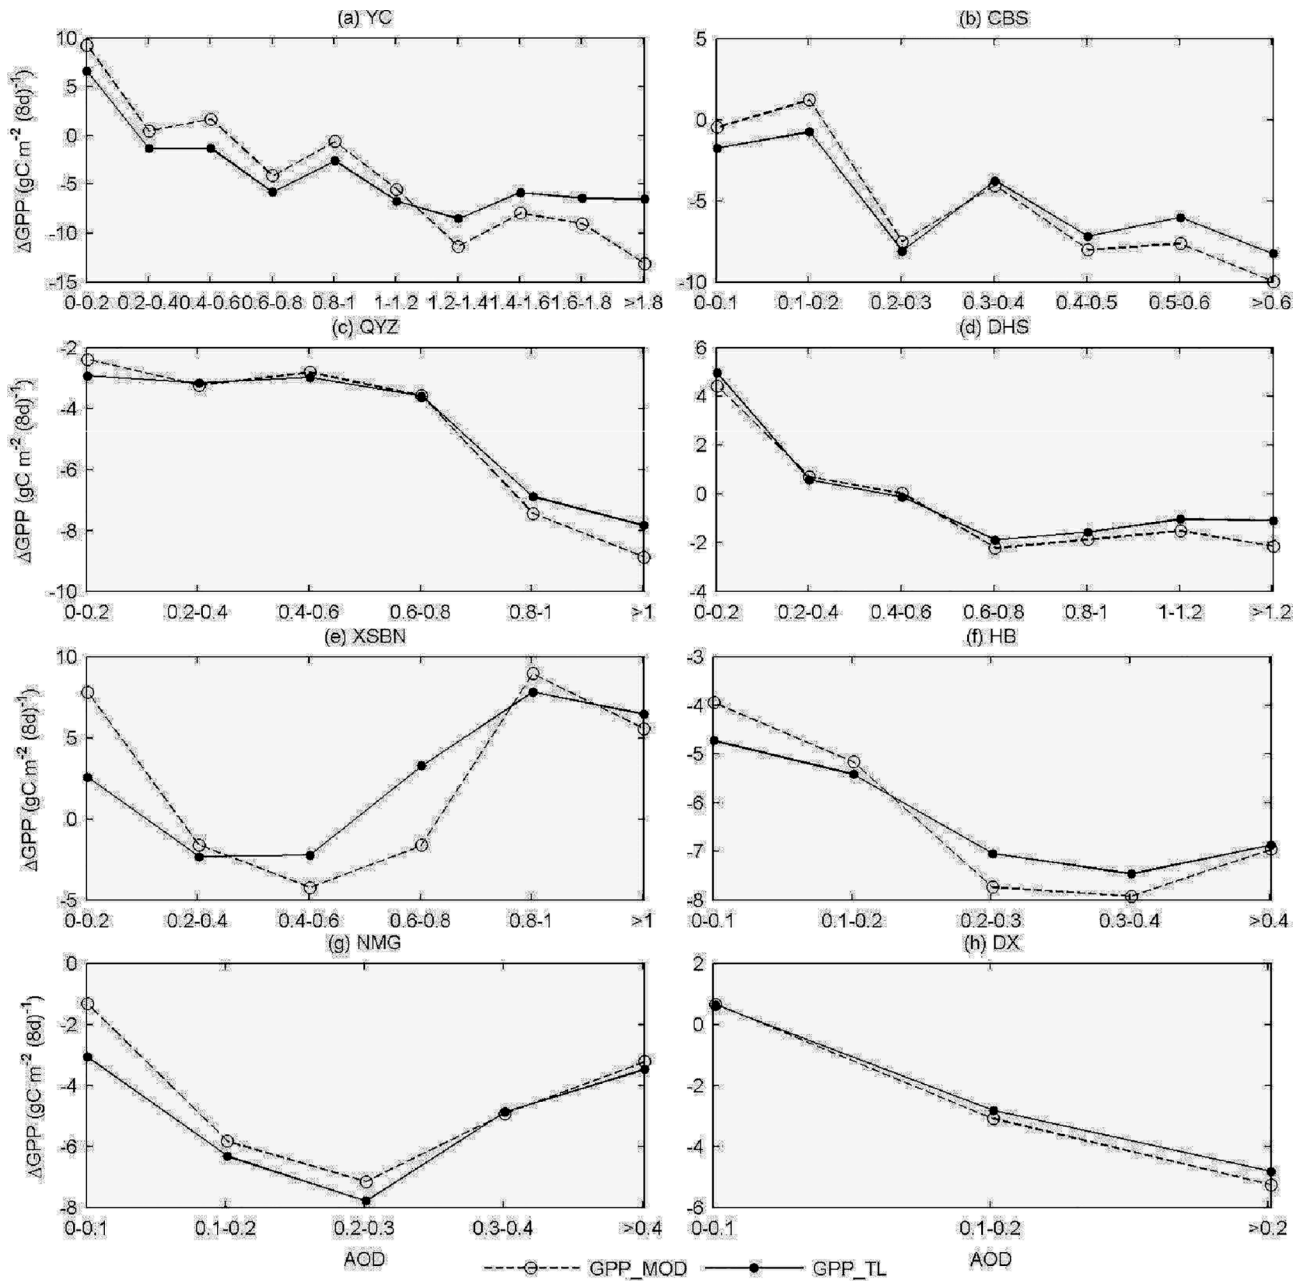 (a) YC
ΔGPP (gC m-2 (8d)-1)
10
5
0
-5
-10
-15
0-0.2 0.2-0.4 0.4-0.6 0.6-0.8 0.8-1 1-1.2 1.2-1.4 1.4-1.6 1.6-1.8 >1.8
(b) CBS
5
0
-5
-10
0-0.1 0.1-0.2 0.2-0.3 0.3-0.4 0.4-0.5 0.5-0.6 >0.6
(c) QYZ
ΔGPP (gC m-2 (8d)-1)
-2
-4
-6
-8
-10
0-0.2 0.2-0.4 0.4-0.6 0.6-0.8 0.8-1 >1
(d) DHS
6
4
2
0
-2
-4
0-0.2 0.2-0.4 0.4-0.6 0.6-0.8 0.8-1 1-1.2 >1.2
(e) XSBN
ΔGPP (gC m-2 (8d)-1)
10
5
0
-5
0-0.2 0.2-0.4 0.4-0.6 0.6-0.8 0.8-1 >1
(f) HB
-3
-4
-5
-6
-7
-8
0-0.1 0.1-0.2 0.2-0.3 0.3-0.4 >0.4
(g) NMG
ΔGPP (gC m-2 (8d)-1)
0
-2
-4
-6
-8
0-0.1 0.1-0.2 0.2-0.3 0.3-0.4 >0.4
AOD
(h) DX
2
0
-2
-4
-6
0-0.1 0.1-0.2 >0.2
AOD
GPP_MOD GPP_TL